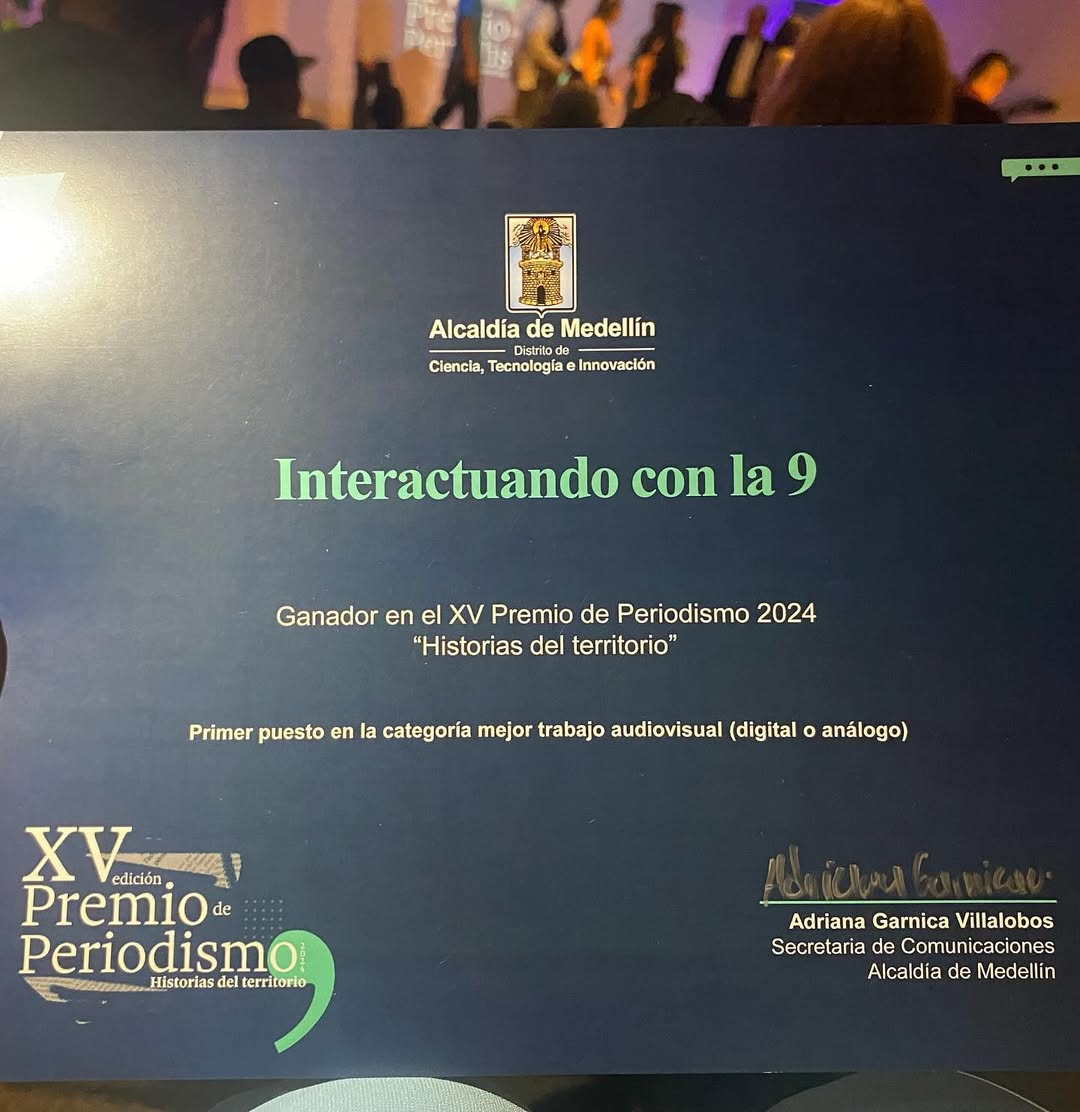 Alcaldía de Medellín
Distrito de
Ciencia, Tecnología e Innovación
Interactuando con la 9
Ganador en el XV Premio de Periodismo 2024
“Historias del territorio”
Primer puesto en la categoría mejor trabajo audiovisual (digital o análogo)
XV
edición
Premio de
Periodismo
2024
Historias del territorio
Adriana Garnica Villalobos
Secretaria de Comunicaciones
Alcaldía de Medellín